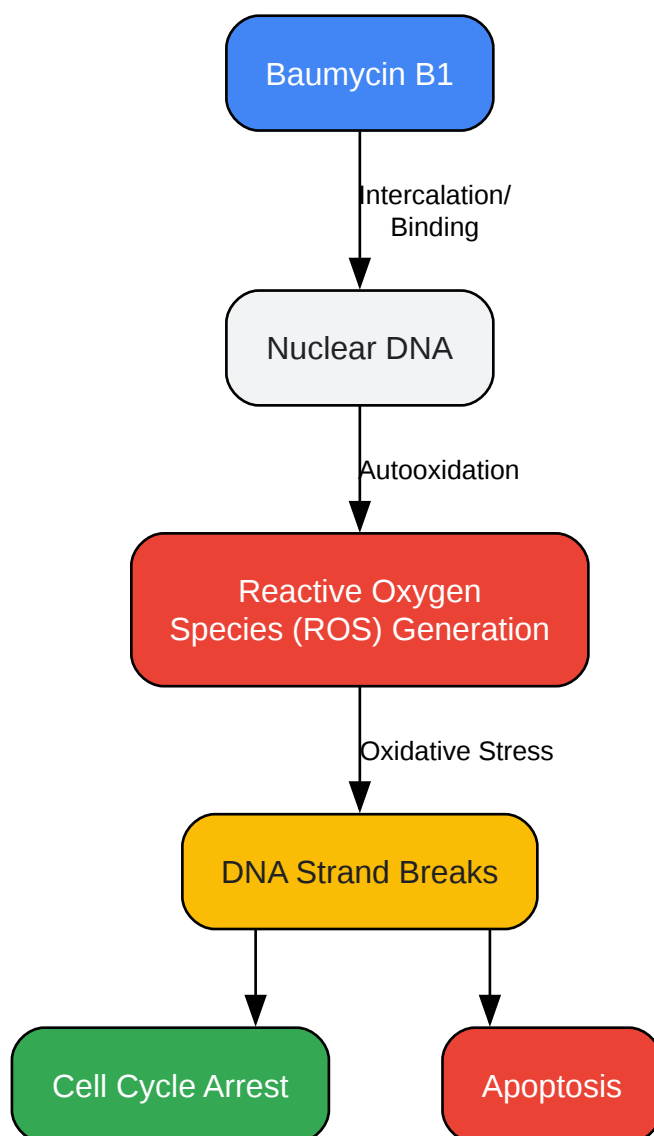 Baumycin B1
Intercalation/
Binding
Nuclear DNA
Autooxidation
Reactive Oxygen
Species (ROS) Generation
Oxidative Stress
DNA Strand Breaks
Cell Cycle Arrest
Apoptosis